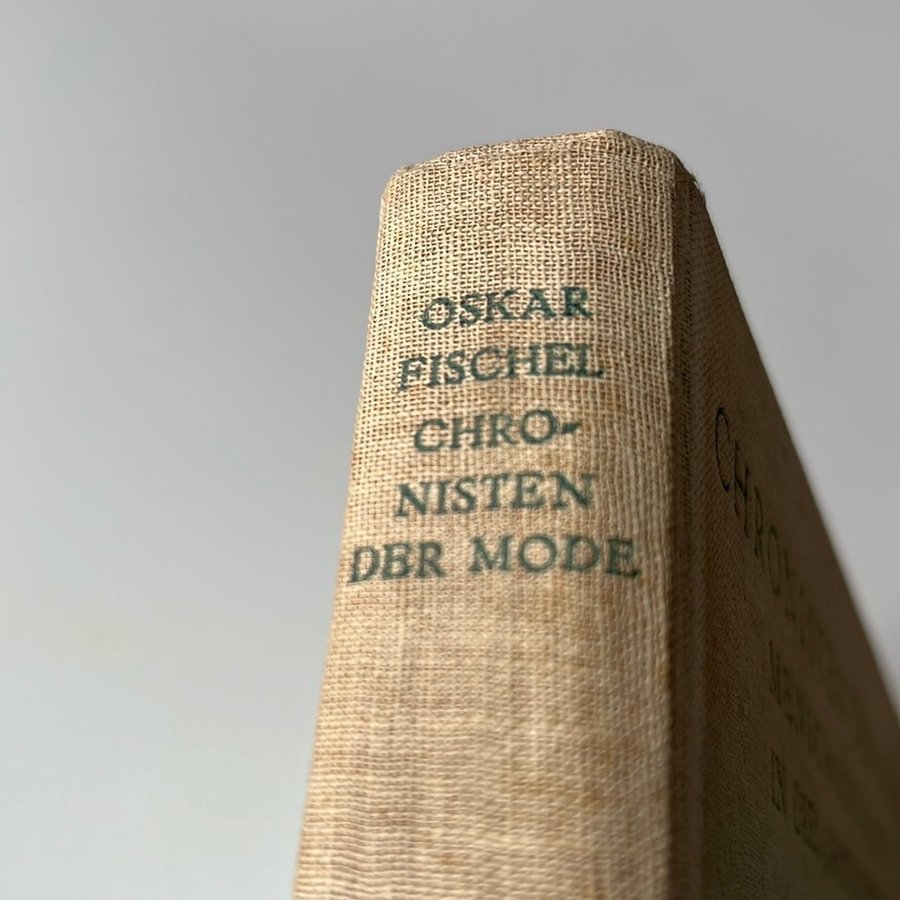 OSKAR
FISCHEL
CHRO-
NISTEN
DER MODE